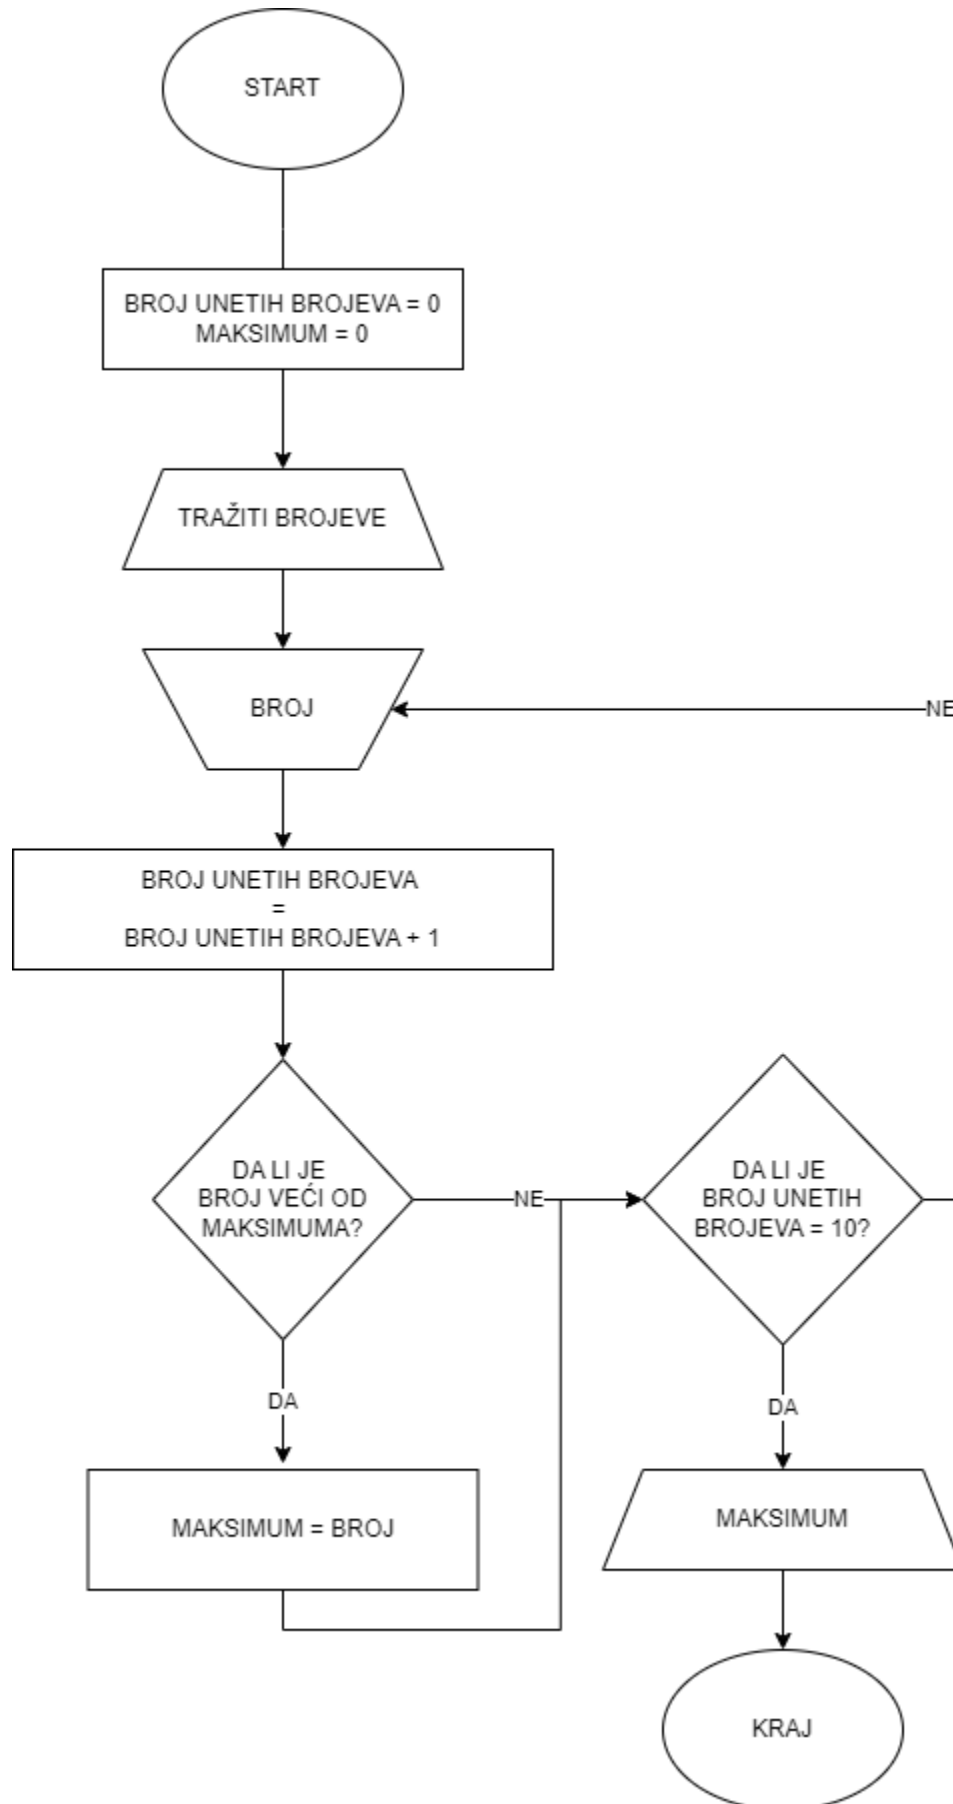 START
BROJ UNETIH BROJEVA = 0
MAKSIMUM = 0
TRAŽITI BROJEVE
BROJ
NE
BROJ UNETIH BROJEVA
=
BROJ UNETIH BROJEVA + 1
DA LI JE
BROJ VEĆI OD
MAKSIMUMA?
NE
DA LI JE
BROJ UNETIH
BROJEVA = 10?
DA
DA
MAKSIMUM = BROJ
MAKSIMUM
KRAJ